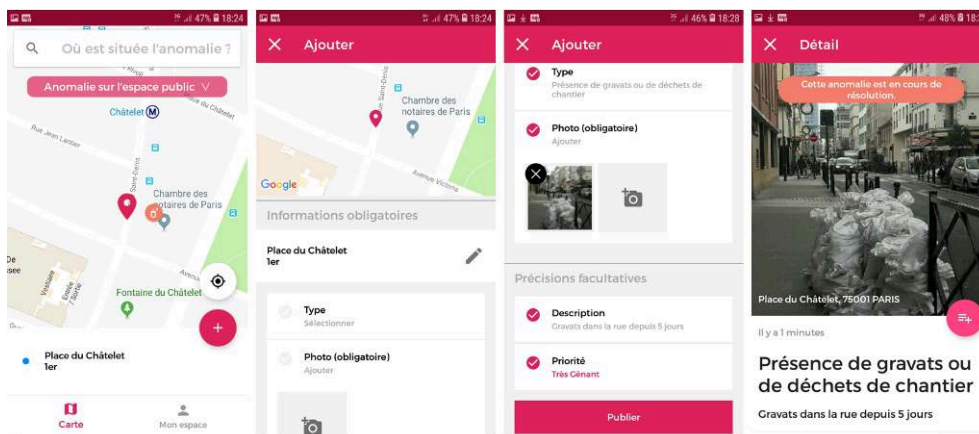 47% 18:24
Où est située l'anomalie ?
Anomalie sur l'espace public
Châtelet M
Rue Jean Lantier
Saint-Denis
Chambre des
notaires de Paris
Fontaine du Châtelet
Place du Châtelet
1er
Carte
Mon espace
47% 18:24
Ajouter
Chambre des
notaires de Paris
Avenue Victoria
Google
Informations obligatoires
Place du Châtelet
1er
Type
Sélectionner
Photo (obligatoire)
Ajouter
46% 18:28
Ajouter
Type
Présence de gravats ou de déchets de
chantier
Photo (obligatoire)
Ajouter
Précisions facultatives
Description
Gravats dans la rue depuis 5 jours
Priorité
Très Gênant
Publier
48%
Détail
Cette anomalie est en cours de
résolution.
Place du Châtelet, 75001 PARIS
Il y a 1 minutes
Présence de gravats ou
de déchets de chantier
Gravats dans la rue depuis 5 jours